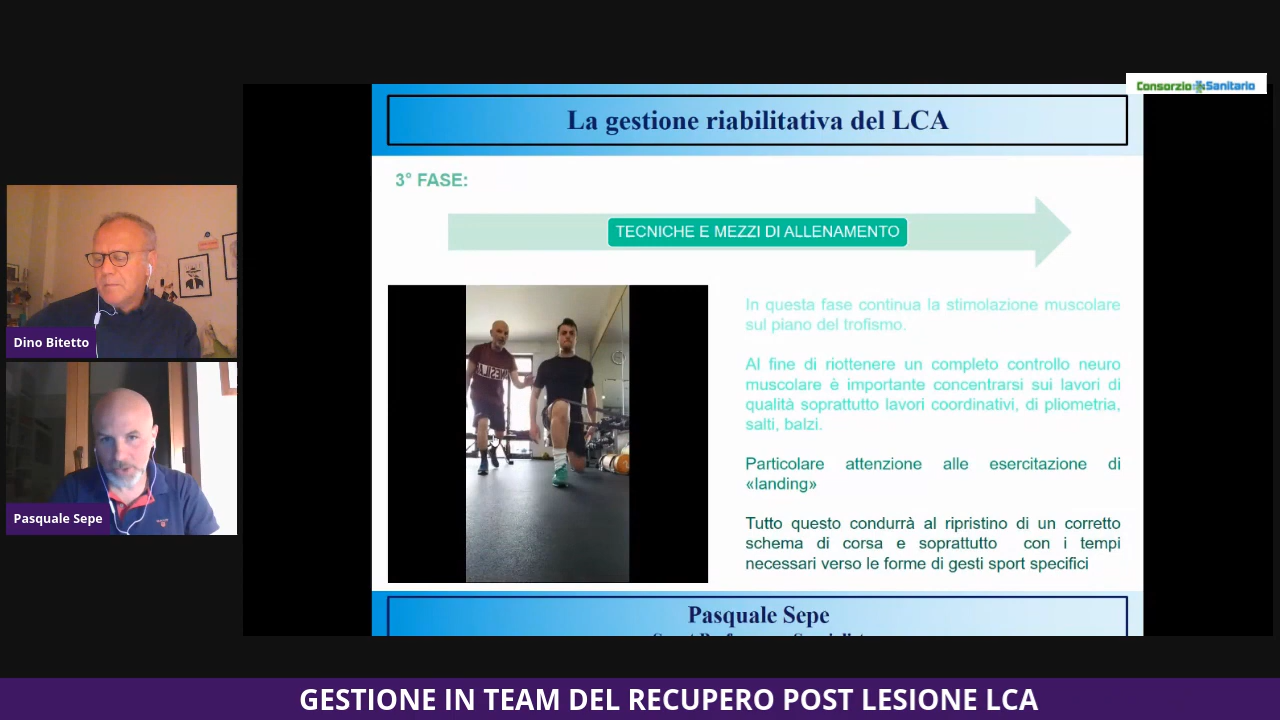 Consorzio Sanitario
La gestione riabilitativa del LCA
3° FASE:
TECNICHE E MEZZI DI ALLENAMENTO
In questa fase continua la stimolazione muscolare
sul piano del trofismo.
Al fine di riottenere un completo controllo neuro
muscolare è importante concentrarsi sui lavori di
qualità soprattutto lavori coordinativi, di pliometria,
salti, balzi.
Particolare attenzione alle esercitazione di
«landing»
Tutto questo condurrà al ripristino di un corretto
schema di corsa e soprattutto con i tempi
necessari verso le forme di gesti sport specifici
Dino Bitetto
Pasquale Sepe
Pasquale Sepe
GESTIONE IN TEAM DEL RECUPERO POST LESIONE LCA